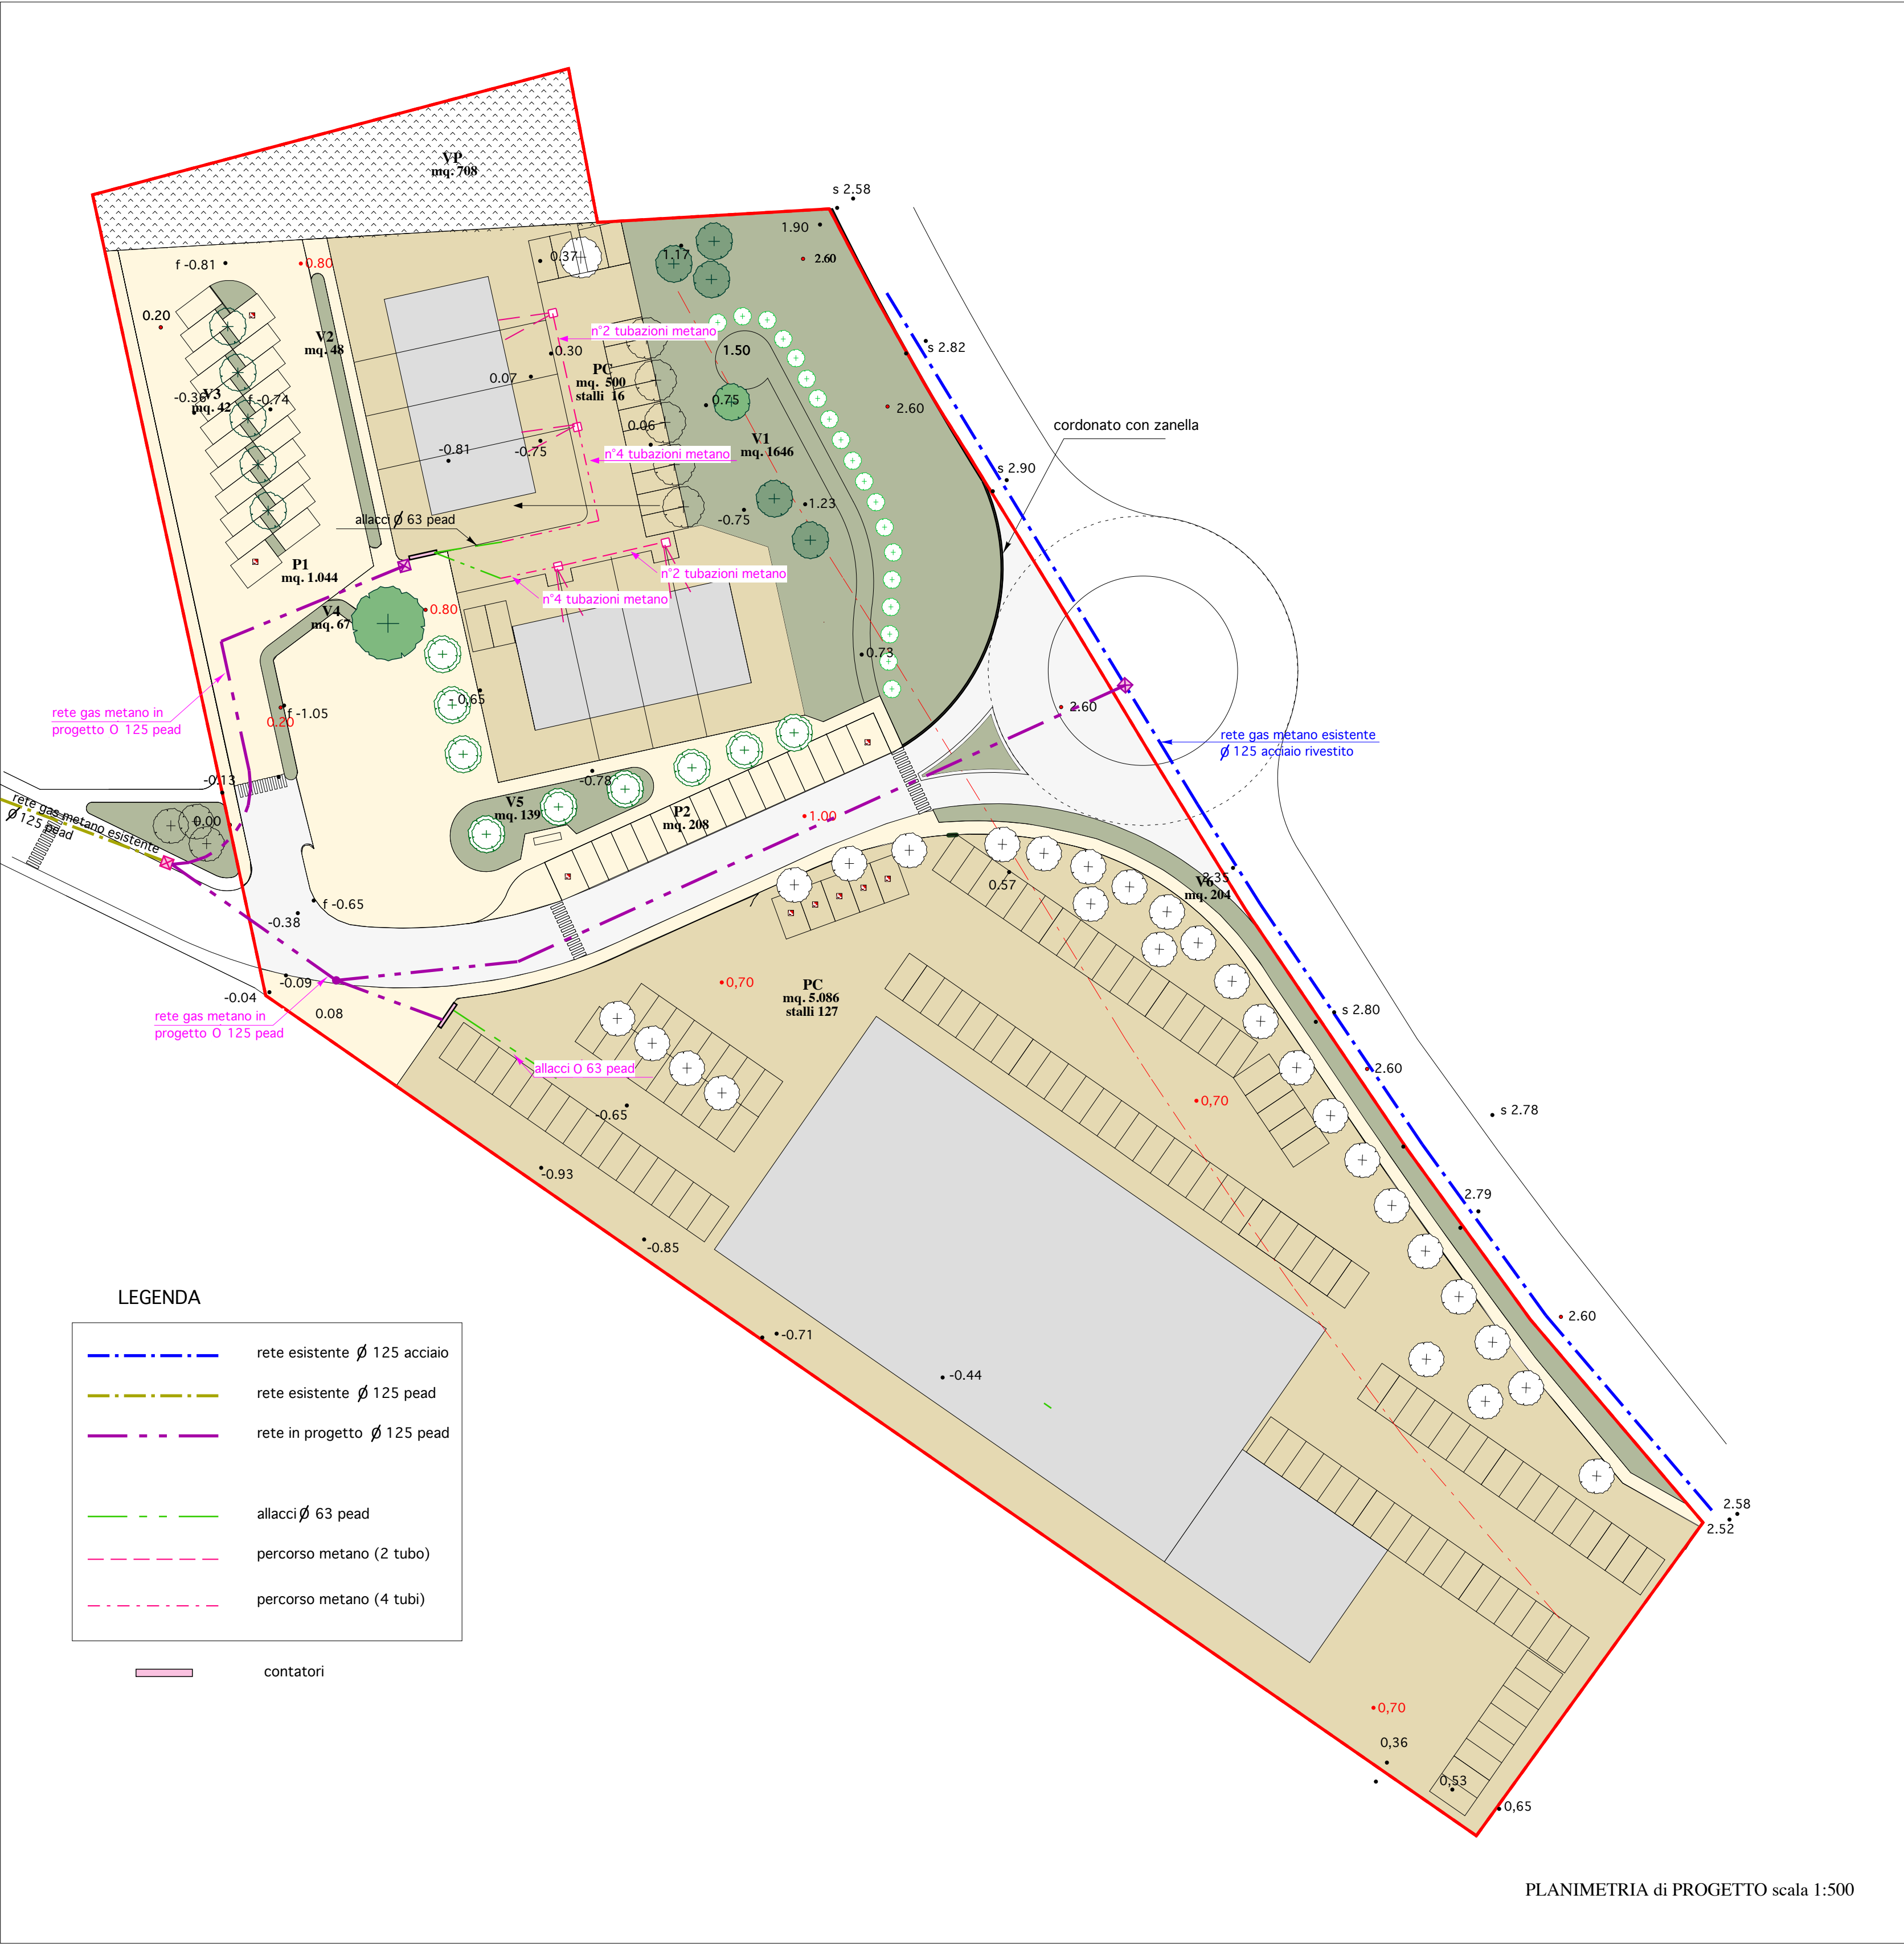 VP
mq. 708
s 2.58
1.90
2.60
1.17
0.37
f -0.81
0.80
0.20
V2
mq. 48
n°2 tubazioni metano
0.30
1.50
s 2.82
PC
mq. 500
stalli 16
0.07
V3
mq. 42
-0.36
f -0.74
0.75
2.60
0.06
cordonato con zanella
V1
mq. 1646
-0.81
-0.75
n°4 tubazioni metano
s 2.90
1.23
-0.75
allacci Ø 63 pead
P1
mq. 1.044
n°2 tubazioni metano
n°4 tubazioni metano
V4
mq. 67
0.80
0.73
-0.65
f -1.05
0.20
rete gas metano in
progetto O 125 pead
2.60
rete gas metano esistente
Ø 125 acciaio rivestito
-0.13
-0.78
V5
mq. 139
P2
mq. 208
1.00
0.00
rete gas metano esistente
Ø 125 pead
2.35
V6
mq. 204
0.57
f -0.65
-0.38
-0.09
-0.04
0.08
0,70
PC
mq. 5.086
stalli 127
rete gas metano in
progetto O 125 pead
s 2.80
2.60
allacci O 63 pead
0,70
-0.65
s 2.78
-0.93
2.79
-0.85
2.60
-0.71
-0.44
LEGENDA
rete esistente Ø 125 acciaio
rete esistente Ø 125 pead
rete in progetto Ø 125 pead
allacci Ø 63 pead
percorso metano (2 tubo)
percorso metano (4 tubi)
contatori
2.58
2.52
0,70
0,36
0,53
0,65
PLANIMETRIA di PROGETTO scala 1:500